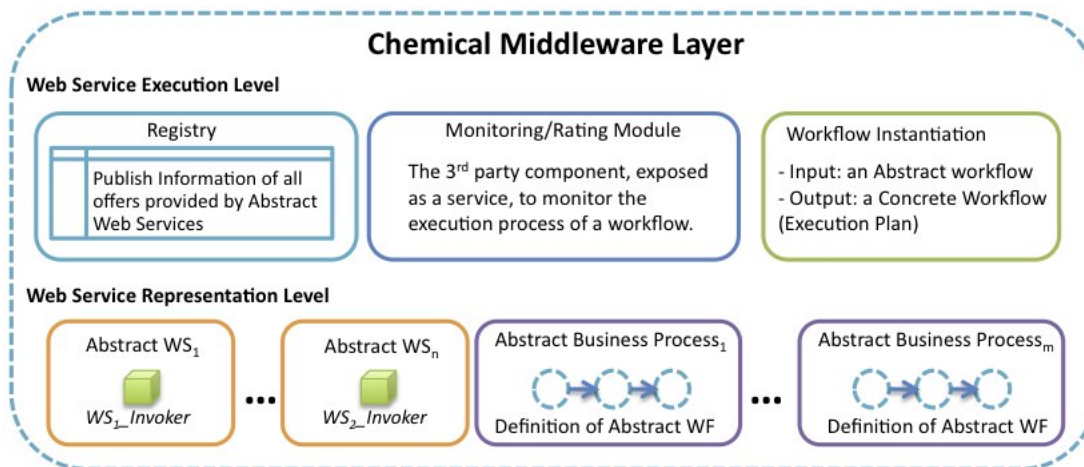 Chemical Middleware Layer
Web Service Execution Level
Registry
Publish Information of all
offers provided by Abstract
Web Services
Monitoring/Rating Module
The 3rd party component, exposed
as a service, to monitor the
execution process of a workflow.
Workflow Instantiation
- Input: an Abstract workflow
- Output: a Concrete Workflow
(Execution Plan)
Web Service Representation Level
Abstract WS1
WS1_Invoker
...
Abstract WSn
WS2_Invoker
Abstract Business Process1
Definition of Abstract WF
...
Abstract Business Processm
Definition of Abstract WF